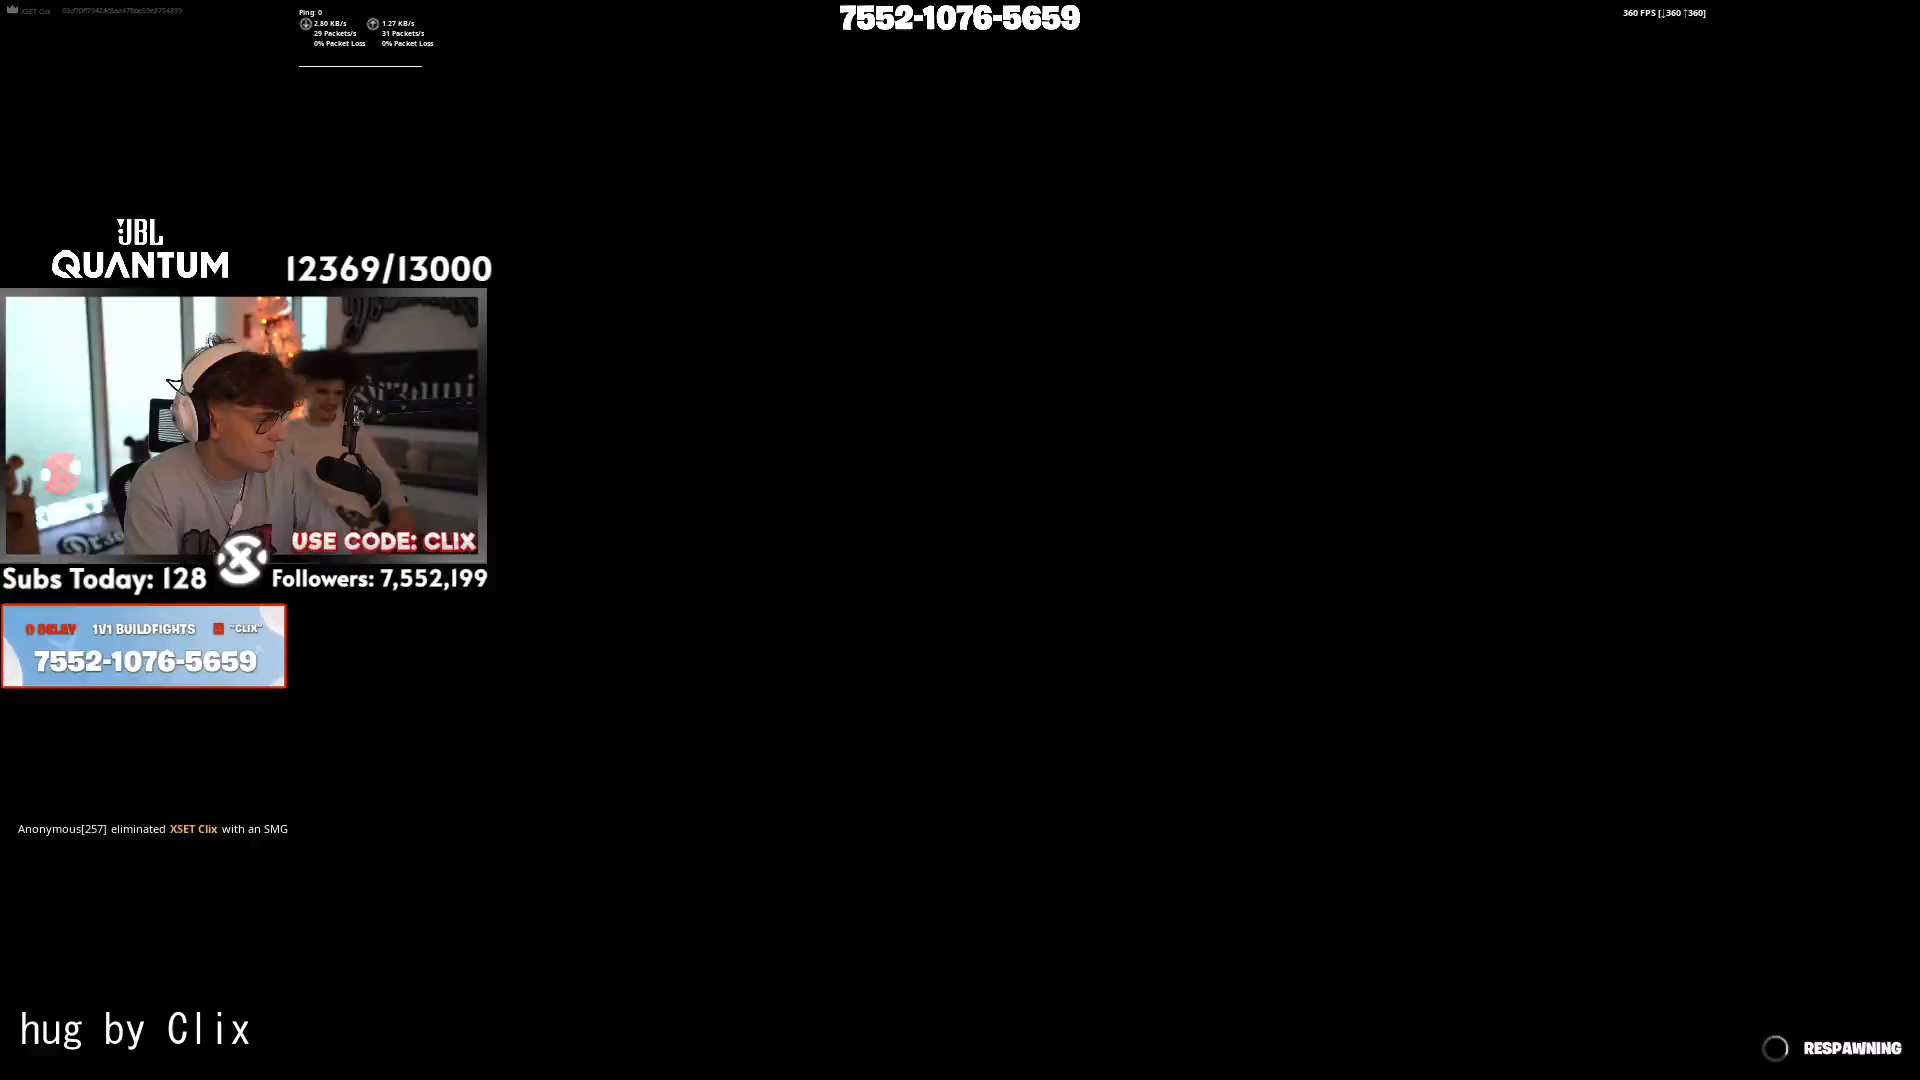 XSET Clix
Ping: 0
2.80 KB/s 1.27 KB/s
29 Packets/s 31 Packets/s
0% Packet Loss 0% Packet Loss
7552-1076-5659
360 FPS [↓360 ↑360]
JBL
QUANTUM
12369/13000
USE CODE: CLIX
Subs Today: 128
Followers: 7,552,199
0 DELAY 1V1 BUILDFIGHTS "CLIX"
7552-1076-5659
Anonymous[257] eliminated XSET Clix with an SMG
hug by Clix
RESPAWNING